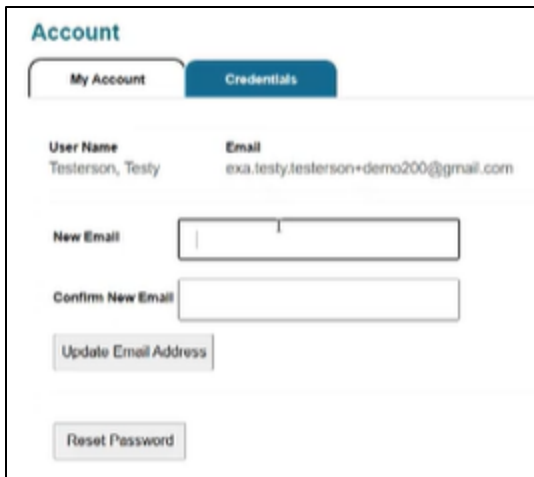 Account
My Account Credentials
User Name Email
Testerson, Testy exa.testy.testerson+demo200@gmail.com
New Email
Confirm New Email
Update Email Address
Reset Password